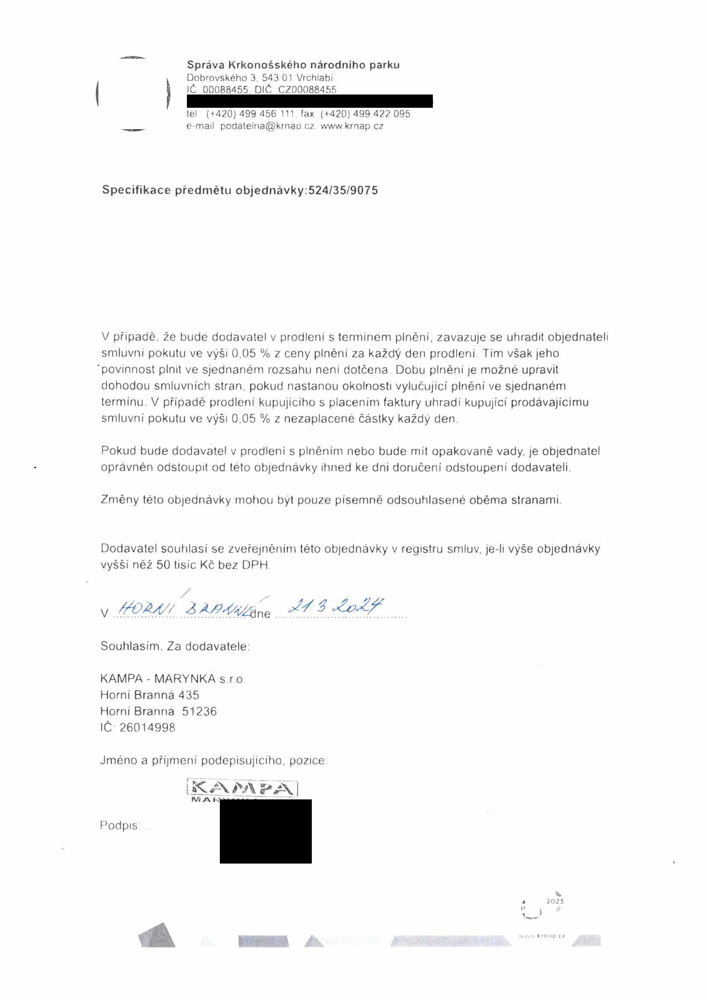 Správa Krkonošského národního parku
Dobrovského 3, 543 01 Vrchlabí
IČ: 00088455, DIČ: CZ00088455
tel.: (+420) 499 456 111, fax: (+420) 499 422 095
e-mail: podatelna@krnap.cz, www.krnap.cz
Specifikace předmětu objednávky:524/35/9075
V případě, že bude dodavatel v prodlení s termínem plnění, zavazuje se uhradit objednateli
smluvní pokutu ve výši 0,05 % z ceny plnění za každý den prodlení. Tím však jeho
povinnost plnit ve sjednaném rozsahu není dotčena. Dobu plnění je možné upravit
dohodou smluvních stran, pokud nastanou okolnosti vylučující plnění ve sjednaném
termínu. V případě prodlení kupujícího s placením faktury uhradí kupující prodávajícímu
smluvní pokutu ve výši 0,05 % z nezaplacené částky každý den.
Pokud bude dodavatel v prodlení s plněním nebo bude mít opakovaně vady, je objednatel
oprávněn odstoupit od této objednávky ihned ke dni doručení odstoupení dodavateli.
Změny této objednávky mohou být pouze písemně odsouhlasené oběma stranami.
Dodavatel souhlasí se zveřejněním této objednávky v registru smluv, je-li výše objednávky
vyšší něž 50 tisíc Kč bez DPH.
V HORNÍ BRANNÉ dne 21.3 2024
Souhlasím. Za dodavatele:
KAMPA - MARYNKA s.r.o.
Horní Branná 435
Horní Branná 51236
IČ: 26014998
Jméno a příjmení podepisujícího, pozice:
KAMPA
Podpis: ..
2023
www.krnap.cz